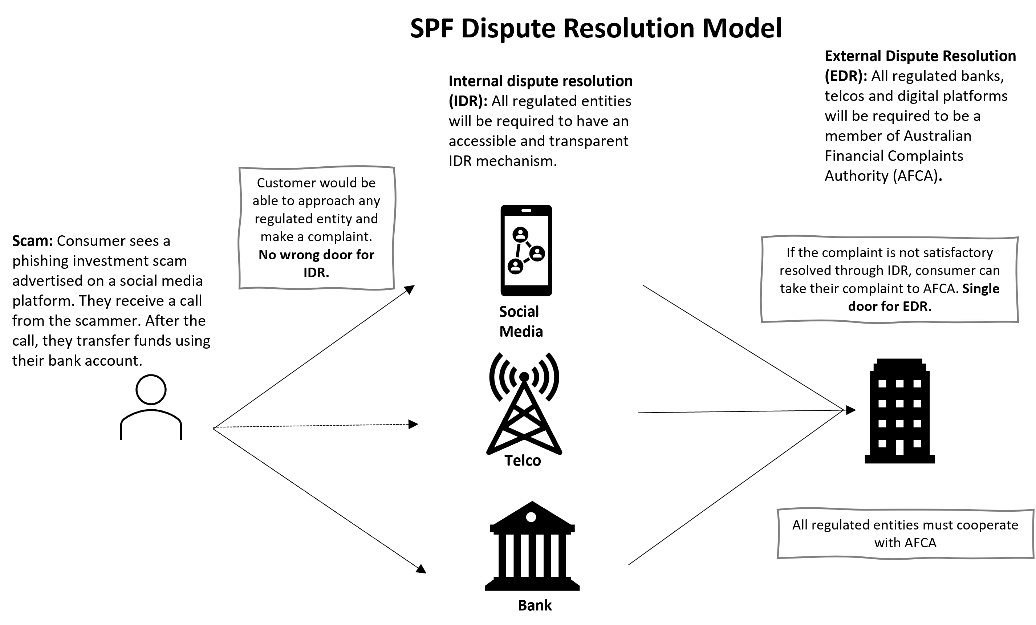 SPF Dispute Resolution Model
Scam: Consumer sees a
phishing investment scam
advertised on a social media
platform. They receive a call
from the scammer. After the
call, they transfer funds using
their bank account.
Customer would be
able to approach any
regulated entity and
make a complaint.
No wrong door for
IDR.
Internal dispute resolution
(IDR): All regulated entities
will be required to have an
accessible and transparent
IDR mechanism.
Social
Media
Telco
Bank
External Dispute Resolution
(EDR): All regulated banks,
telcos and digital platforms
will be required to be a
member of Australian
Financial Complaints
Authority (AFCA).
If the complaint is not satisfactory
resolved through IDR, consumer can
take their complaint to AFCA. Single
door for EDR.
All regulated entities must cooperate
with AFCA